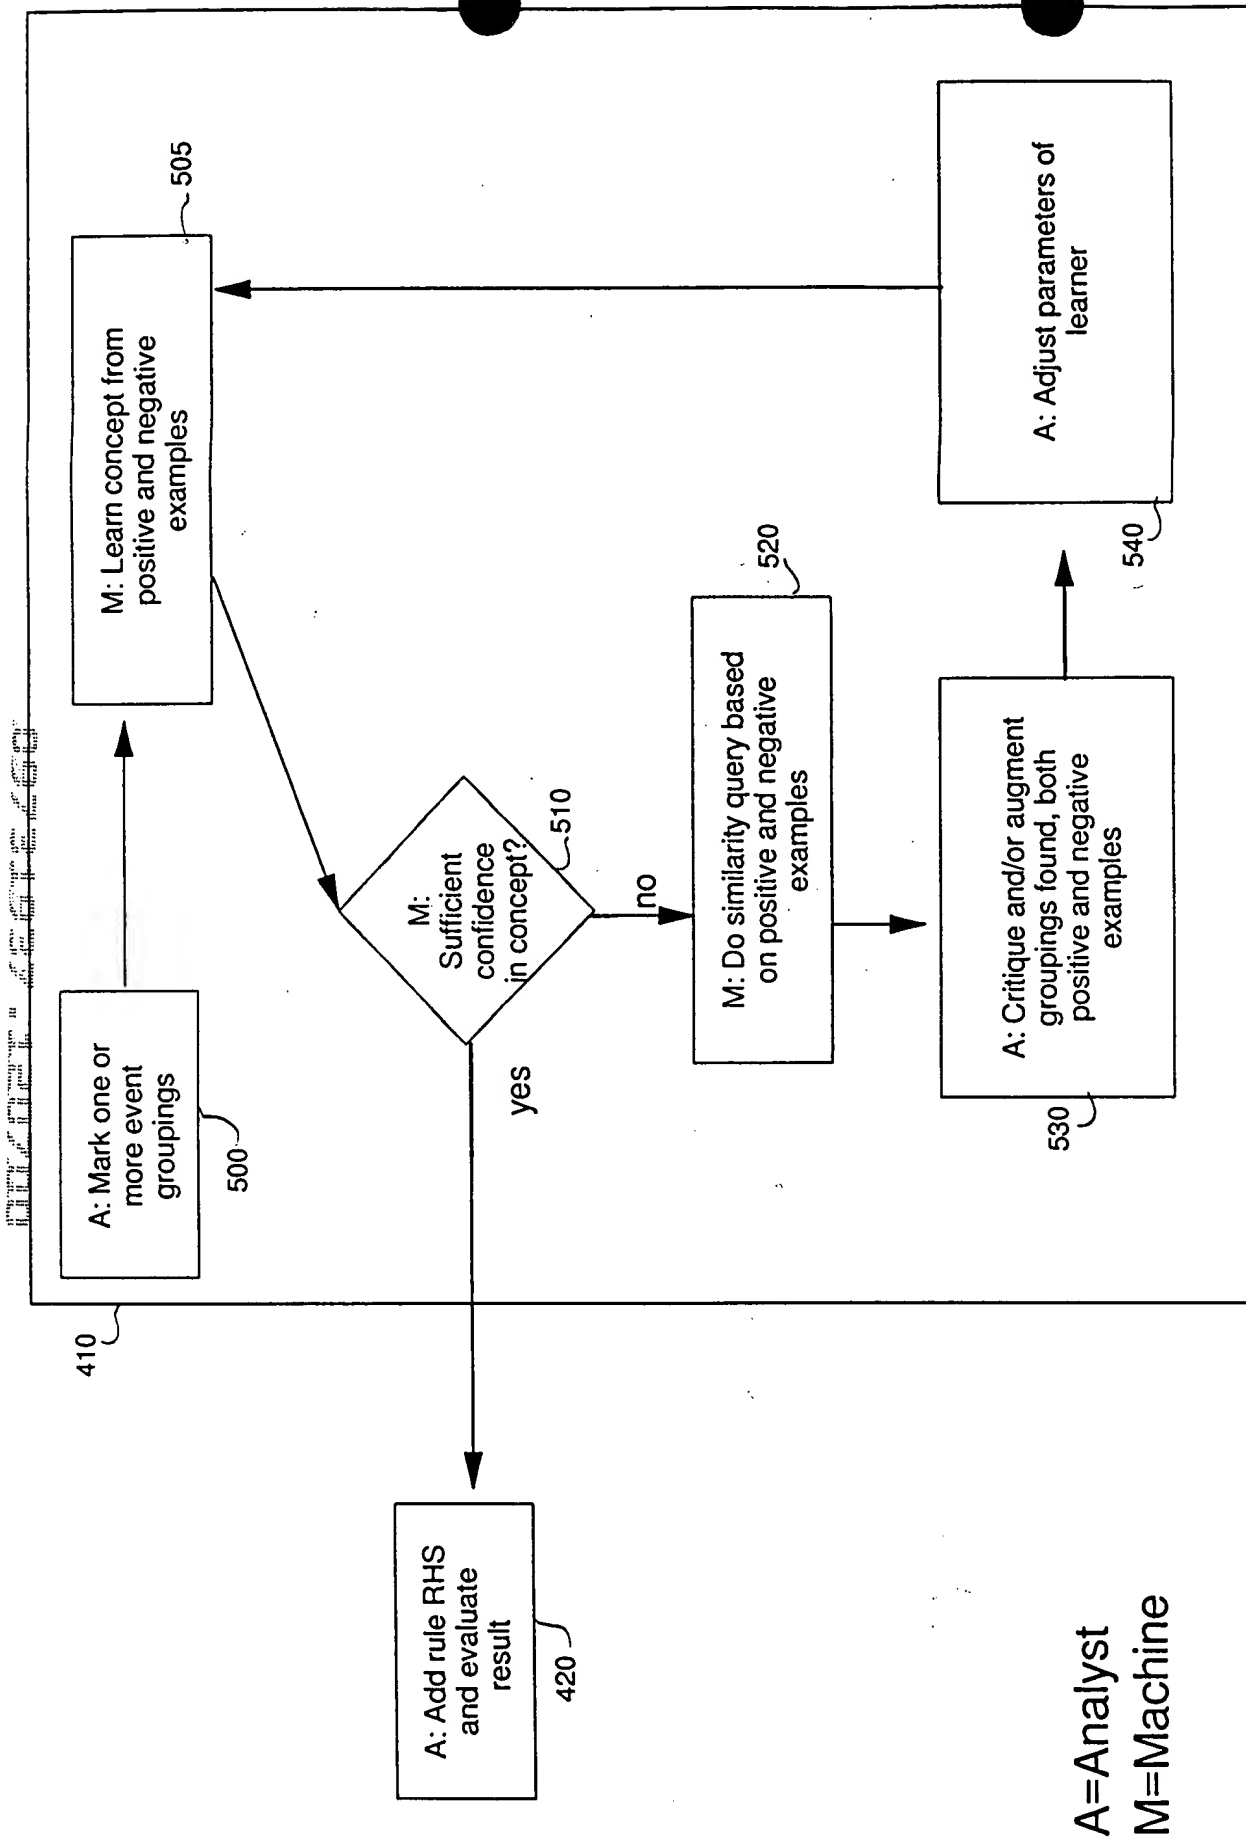 410
A: Mark one or
more event
groupings
500
M: Learn concept from
positive and negative
examples
505
M:
Sufficient
confidence
in concept?
510
yes
no
A: Add rule RHS
and evaluate
result
420
M: Do similarity query based
on positive and negative
examples
520
A: Critique and/or augment
groupings found, both
positive and negative
examples
530
A: Adjust parameters of
learner
540
A=Analyst
M=Machine